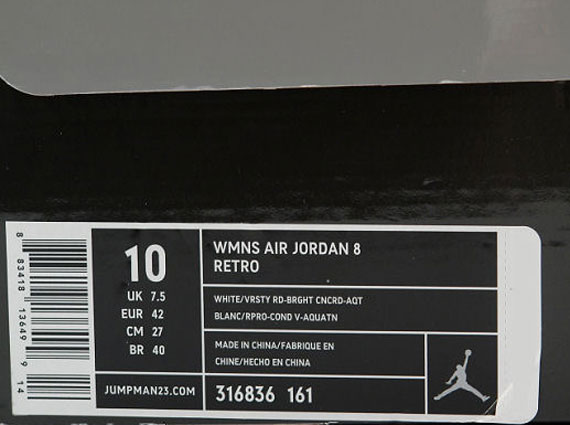 8 83418 13649 9 14
10
UK 7.5
EUR 42
CM 27
BR 40
JUMPMAN23.COM
WMNS AIR JORDAN 8
RETRO
WHITE/VRSTY RD-BRGHT CNCRD-AQT
BLANC/RPRO-COND V-AQUATN
MADE IN CHINA/FABRIQUE EN
CHINE/HECHO EN CHINA
316836 161